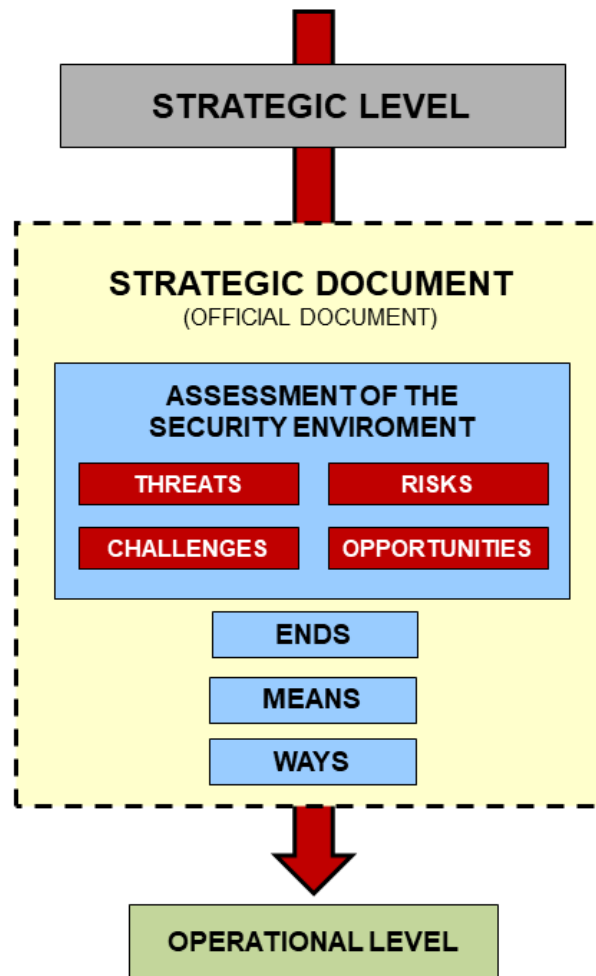 STRATEGIC LEVEL
STRATEGIC DOCUMENT
(OFFICIAL DOCUMENT)
ASSESSMENT OF THE
SECURITY ENVIROMENT
THREATS
RISKS
CHALLENGES
OPPORTUNITIES
ENDS
MEANS
WAYS
OPERATIONAL LEVEL